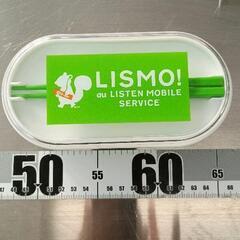 LISMO!
au LISTEN MOBILE
SERVICE
50 55 60 65